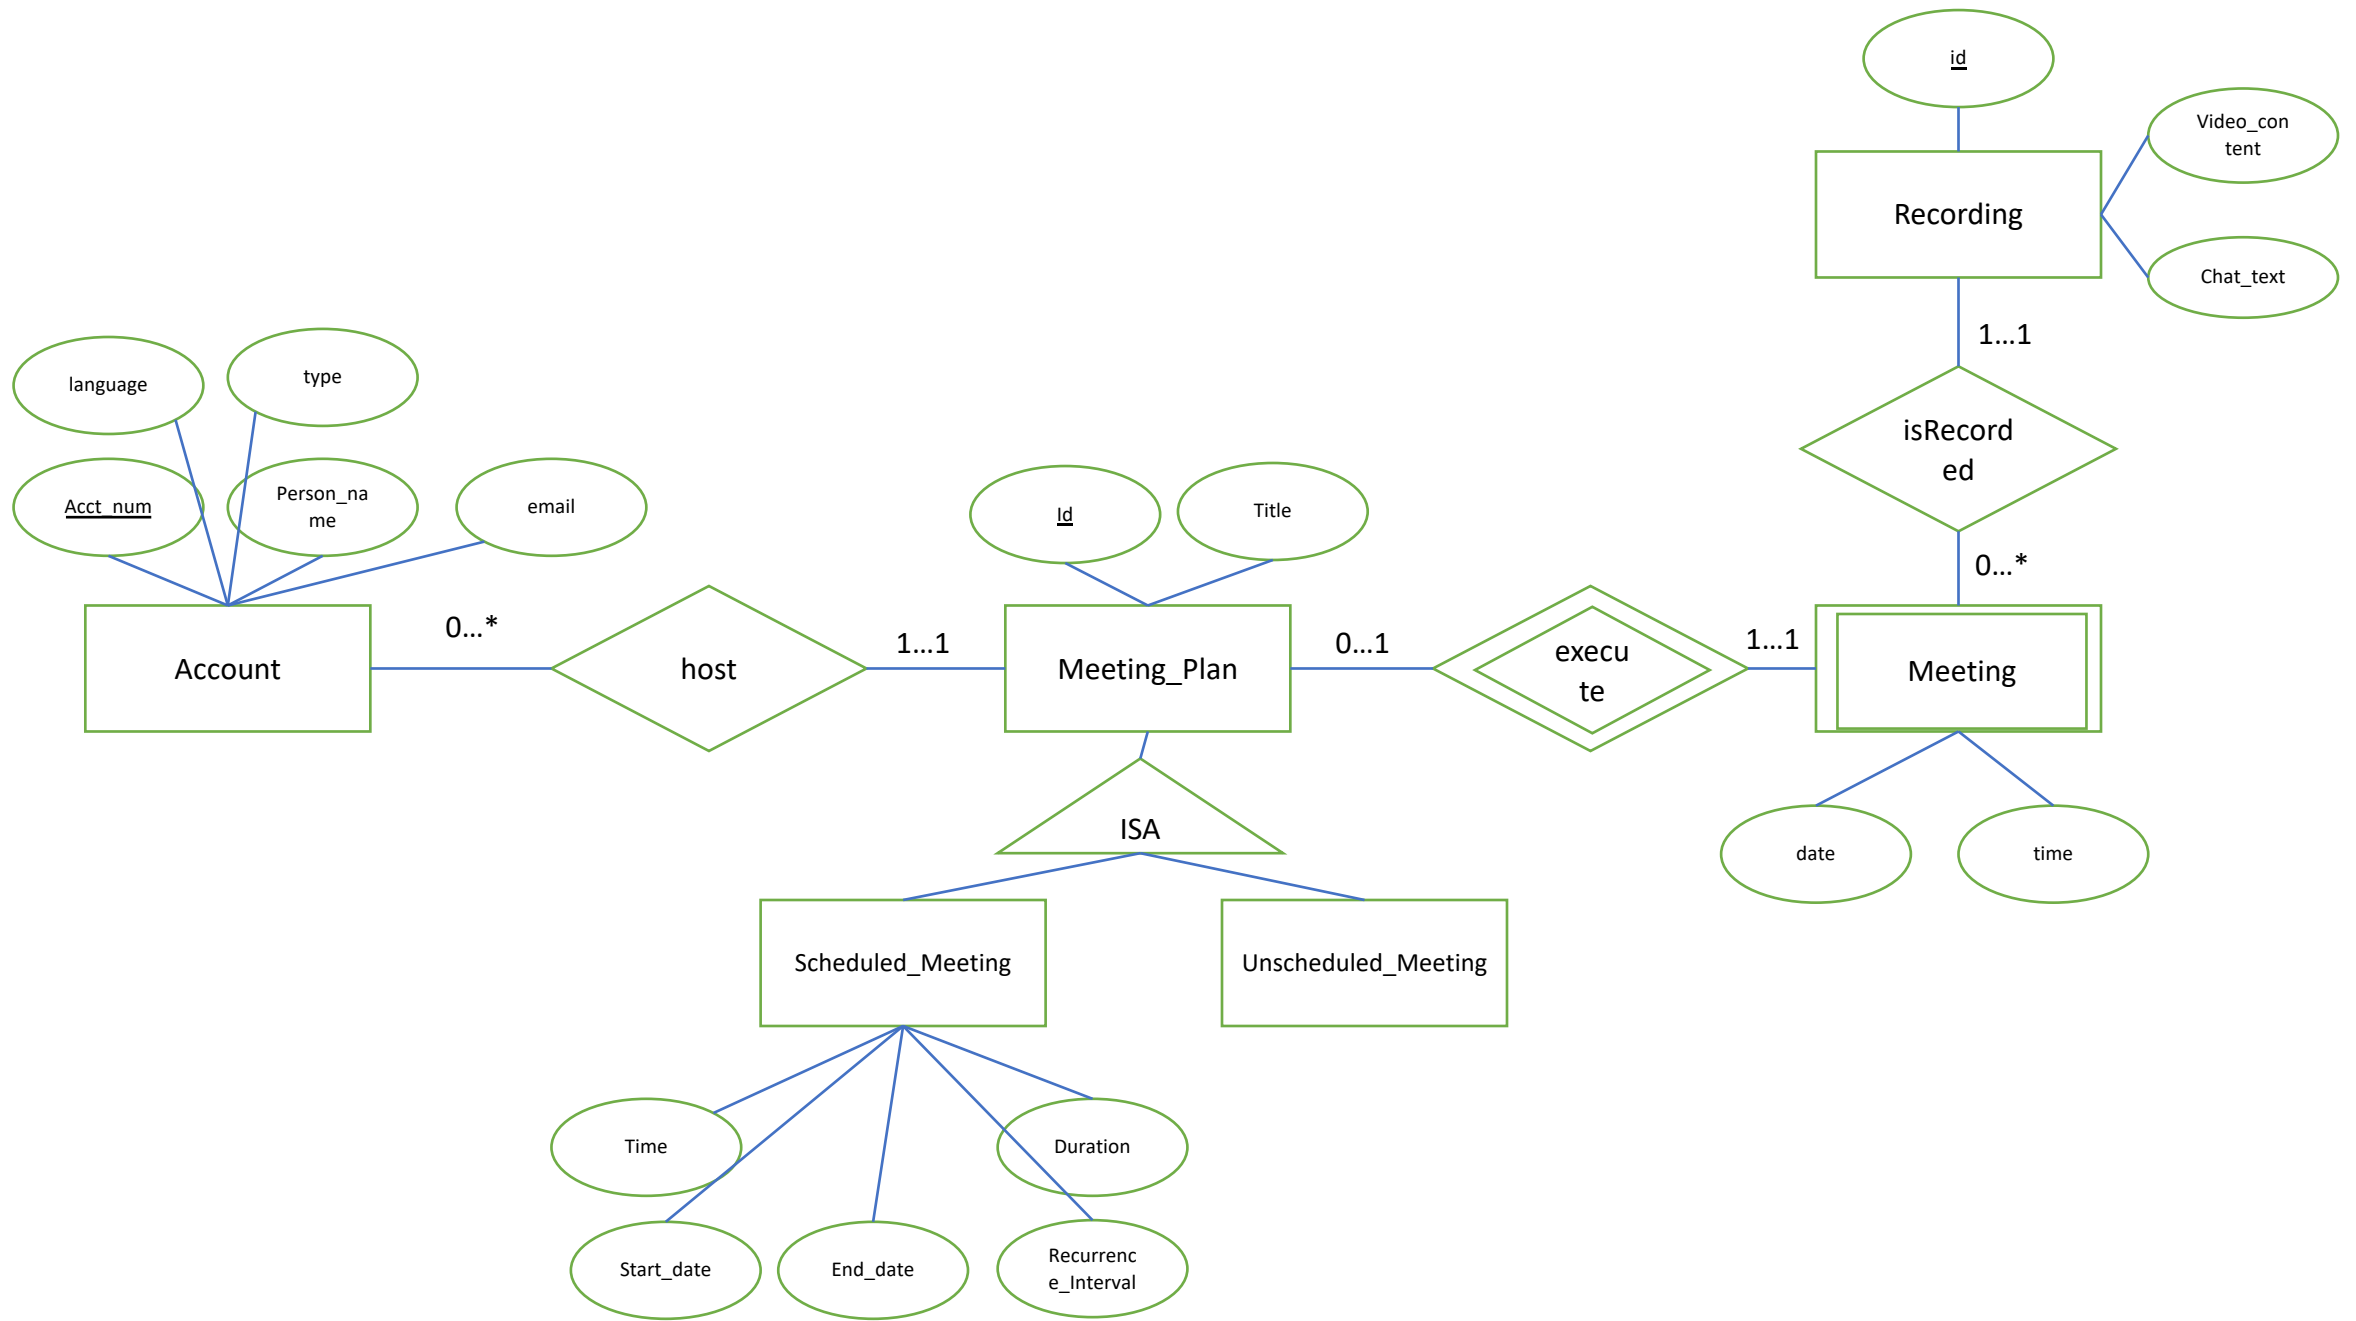 id
Video_con
tent
Recording
Chat_text
1...1
language
type
isRecord
ed
Acct_num
Person_na
me
email
Id
Title
0...*
Account
0...*
host
1...1
Meeting_Plan
0...1
execu
te
1...1
Meeting
ISA
date
time
Scheduled_Meeting
Unscheduled_Meeting
Time
Duration
Start_date
End_date
Recurrenc
e_Interval